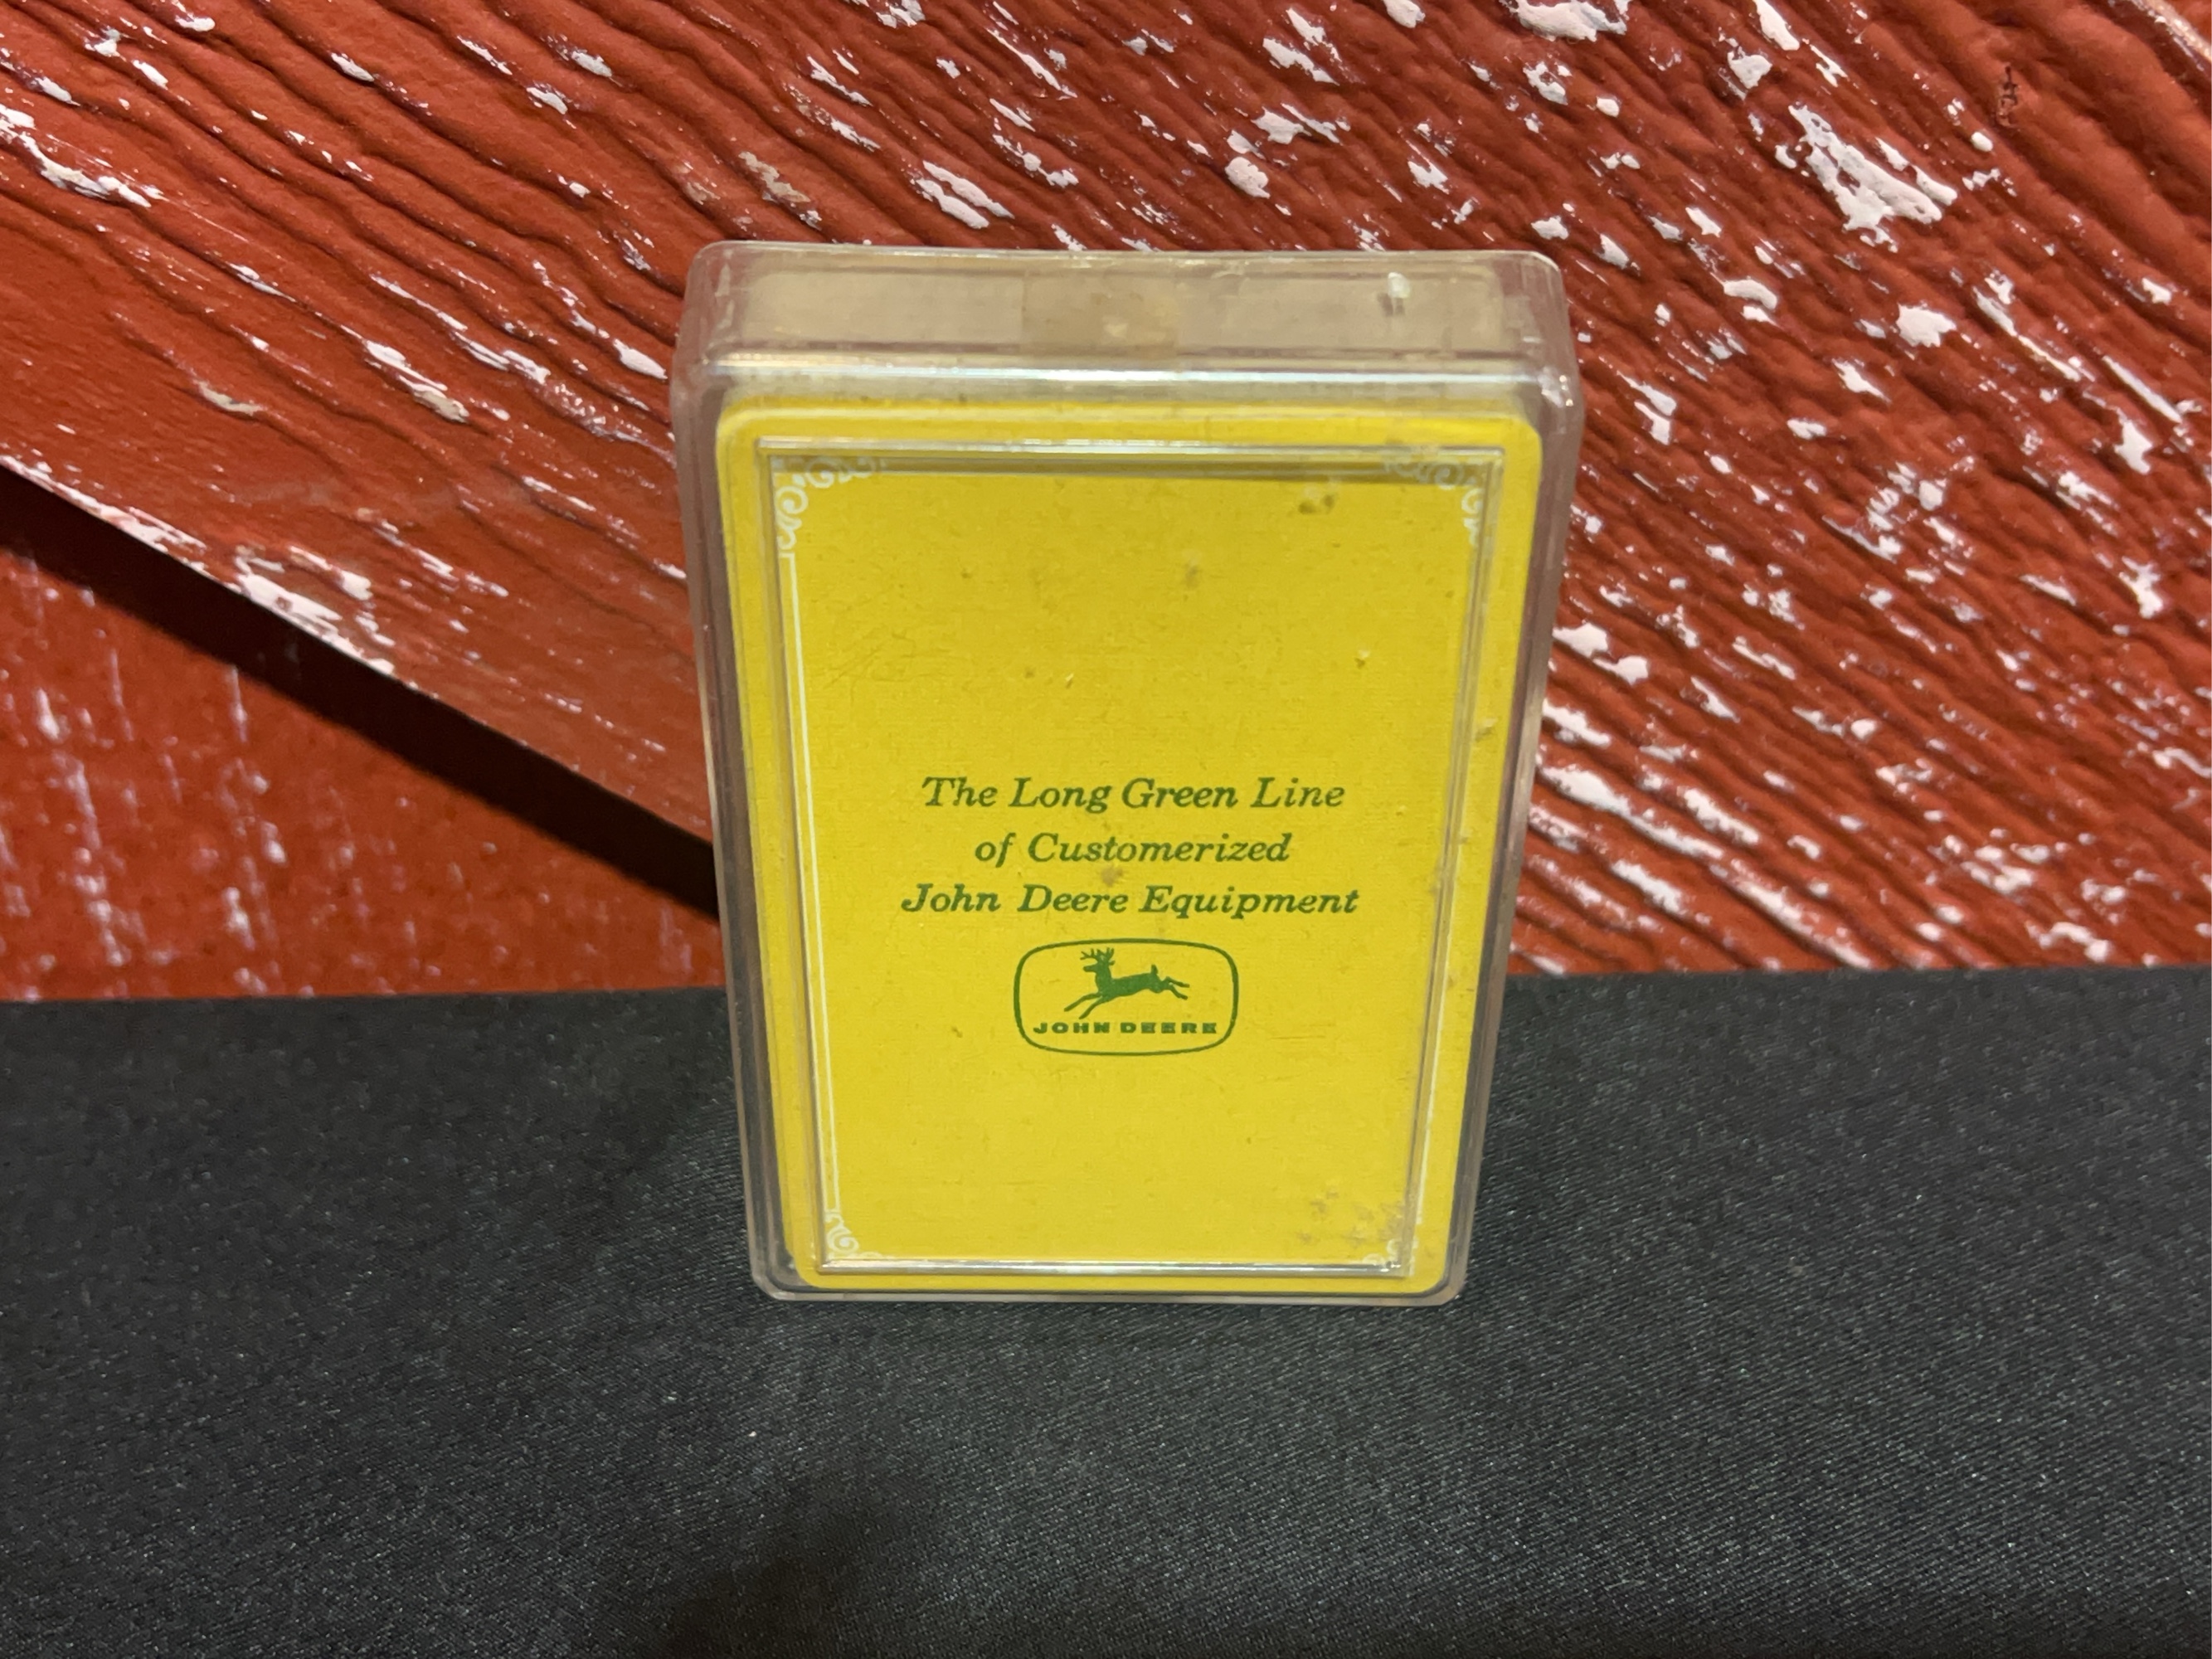 The Long Green Line
of Customerized
John Deere Equipment
JOHN DEERE